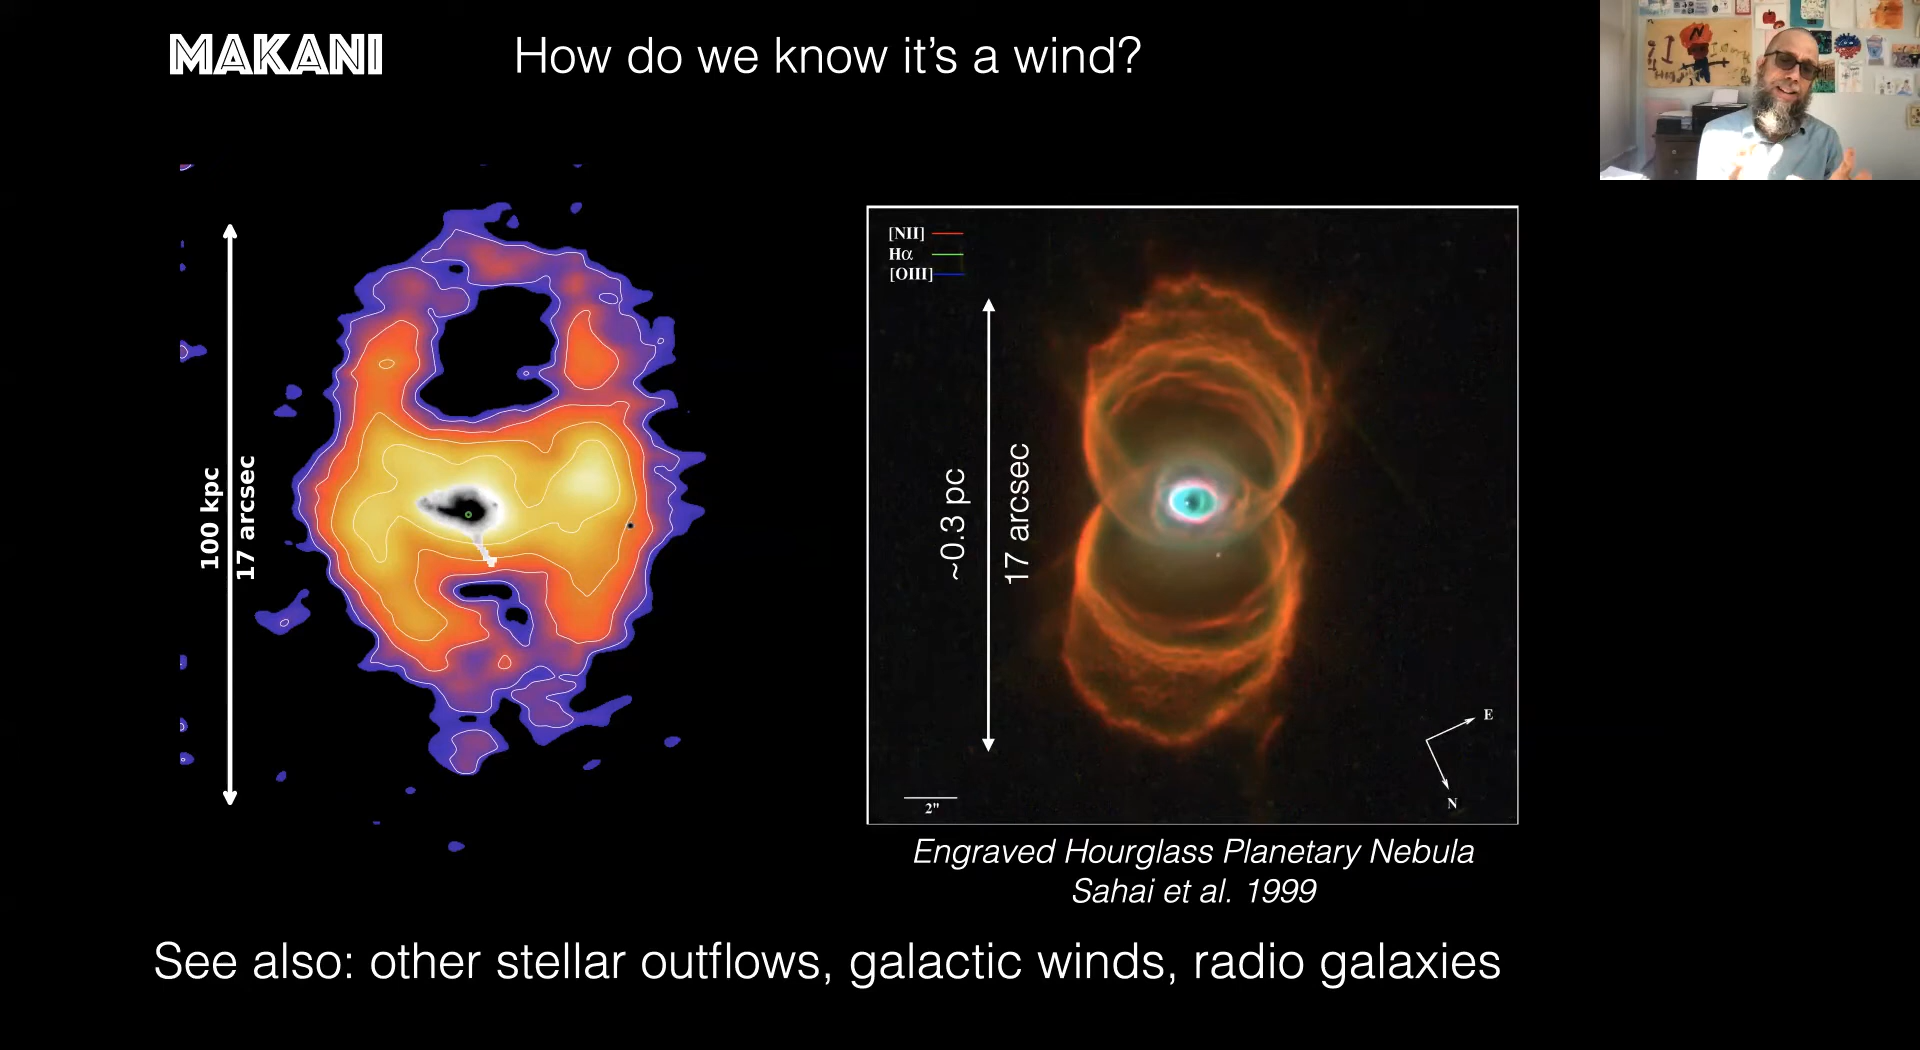 MAKANI
How do we know it's a wind?
100 kpc
17 arcsec
[NII]
Hα
[OIII]
~0.3 pc
17 arcsec
E
N
2"
Engraved Hourglass Planetary Nebula
Sahai et al. 1999
See also: other stellar outflows, galactic winds, radio galaxies